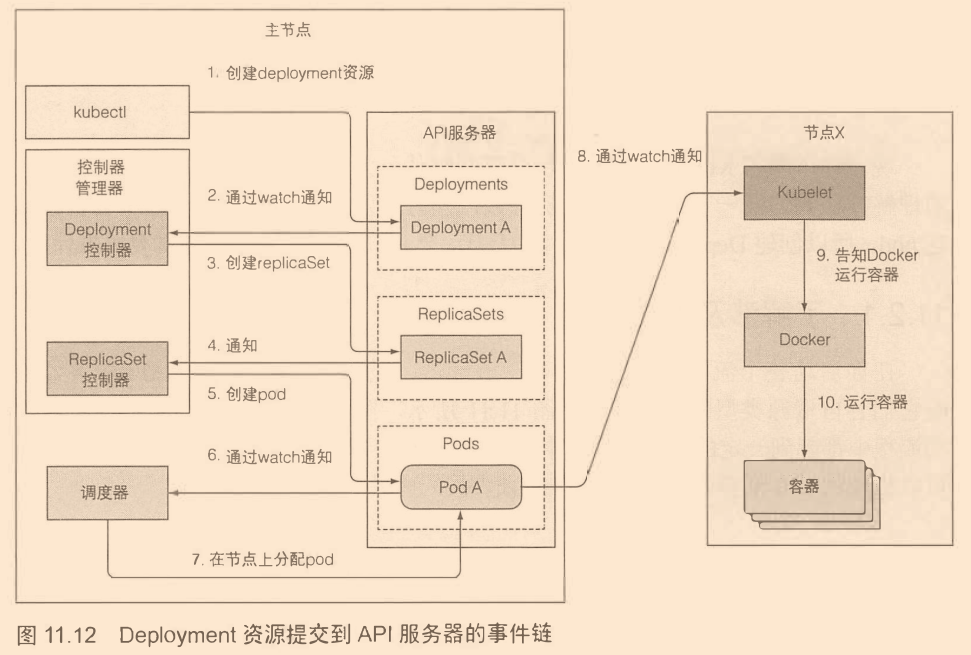 主节点
1. 创建deployment资源
kubectl
API服务器
控制器
管理器
Deployments
2. 通过watch通知
Deployment A
Deployment
控制器
3. 创建replicaSet
ReplicaSets
4. 通知
ReplicaSet A
ReplicaSet
控制器
5. 创建pod
Pods
6. 通过watch通知
Pod A
调度器
7. 在节点上分配pod
8. 通过watch通知
节点X
Kubelet
9. 告知Docker
运行容器
Docker
10. 运行容器
容器
图 11.12 Deployment 资源提交到 API 服务器的事件链